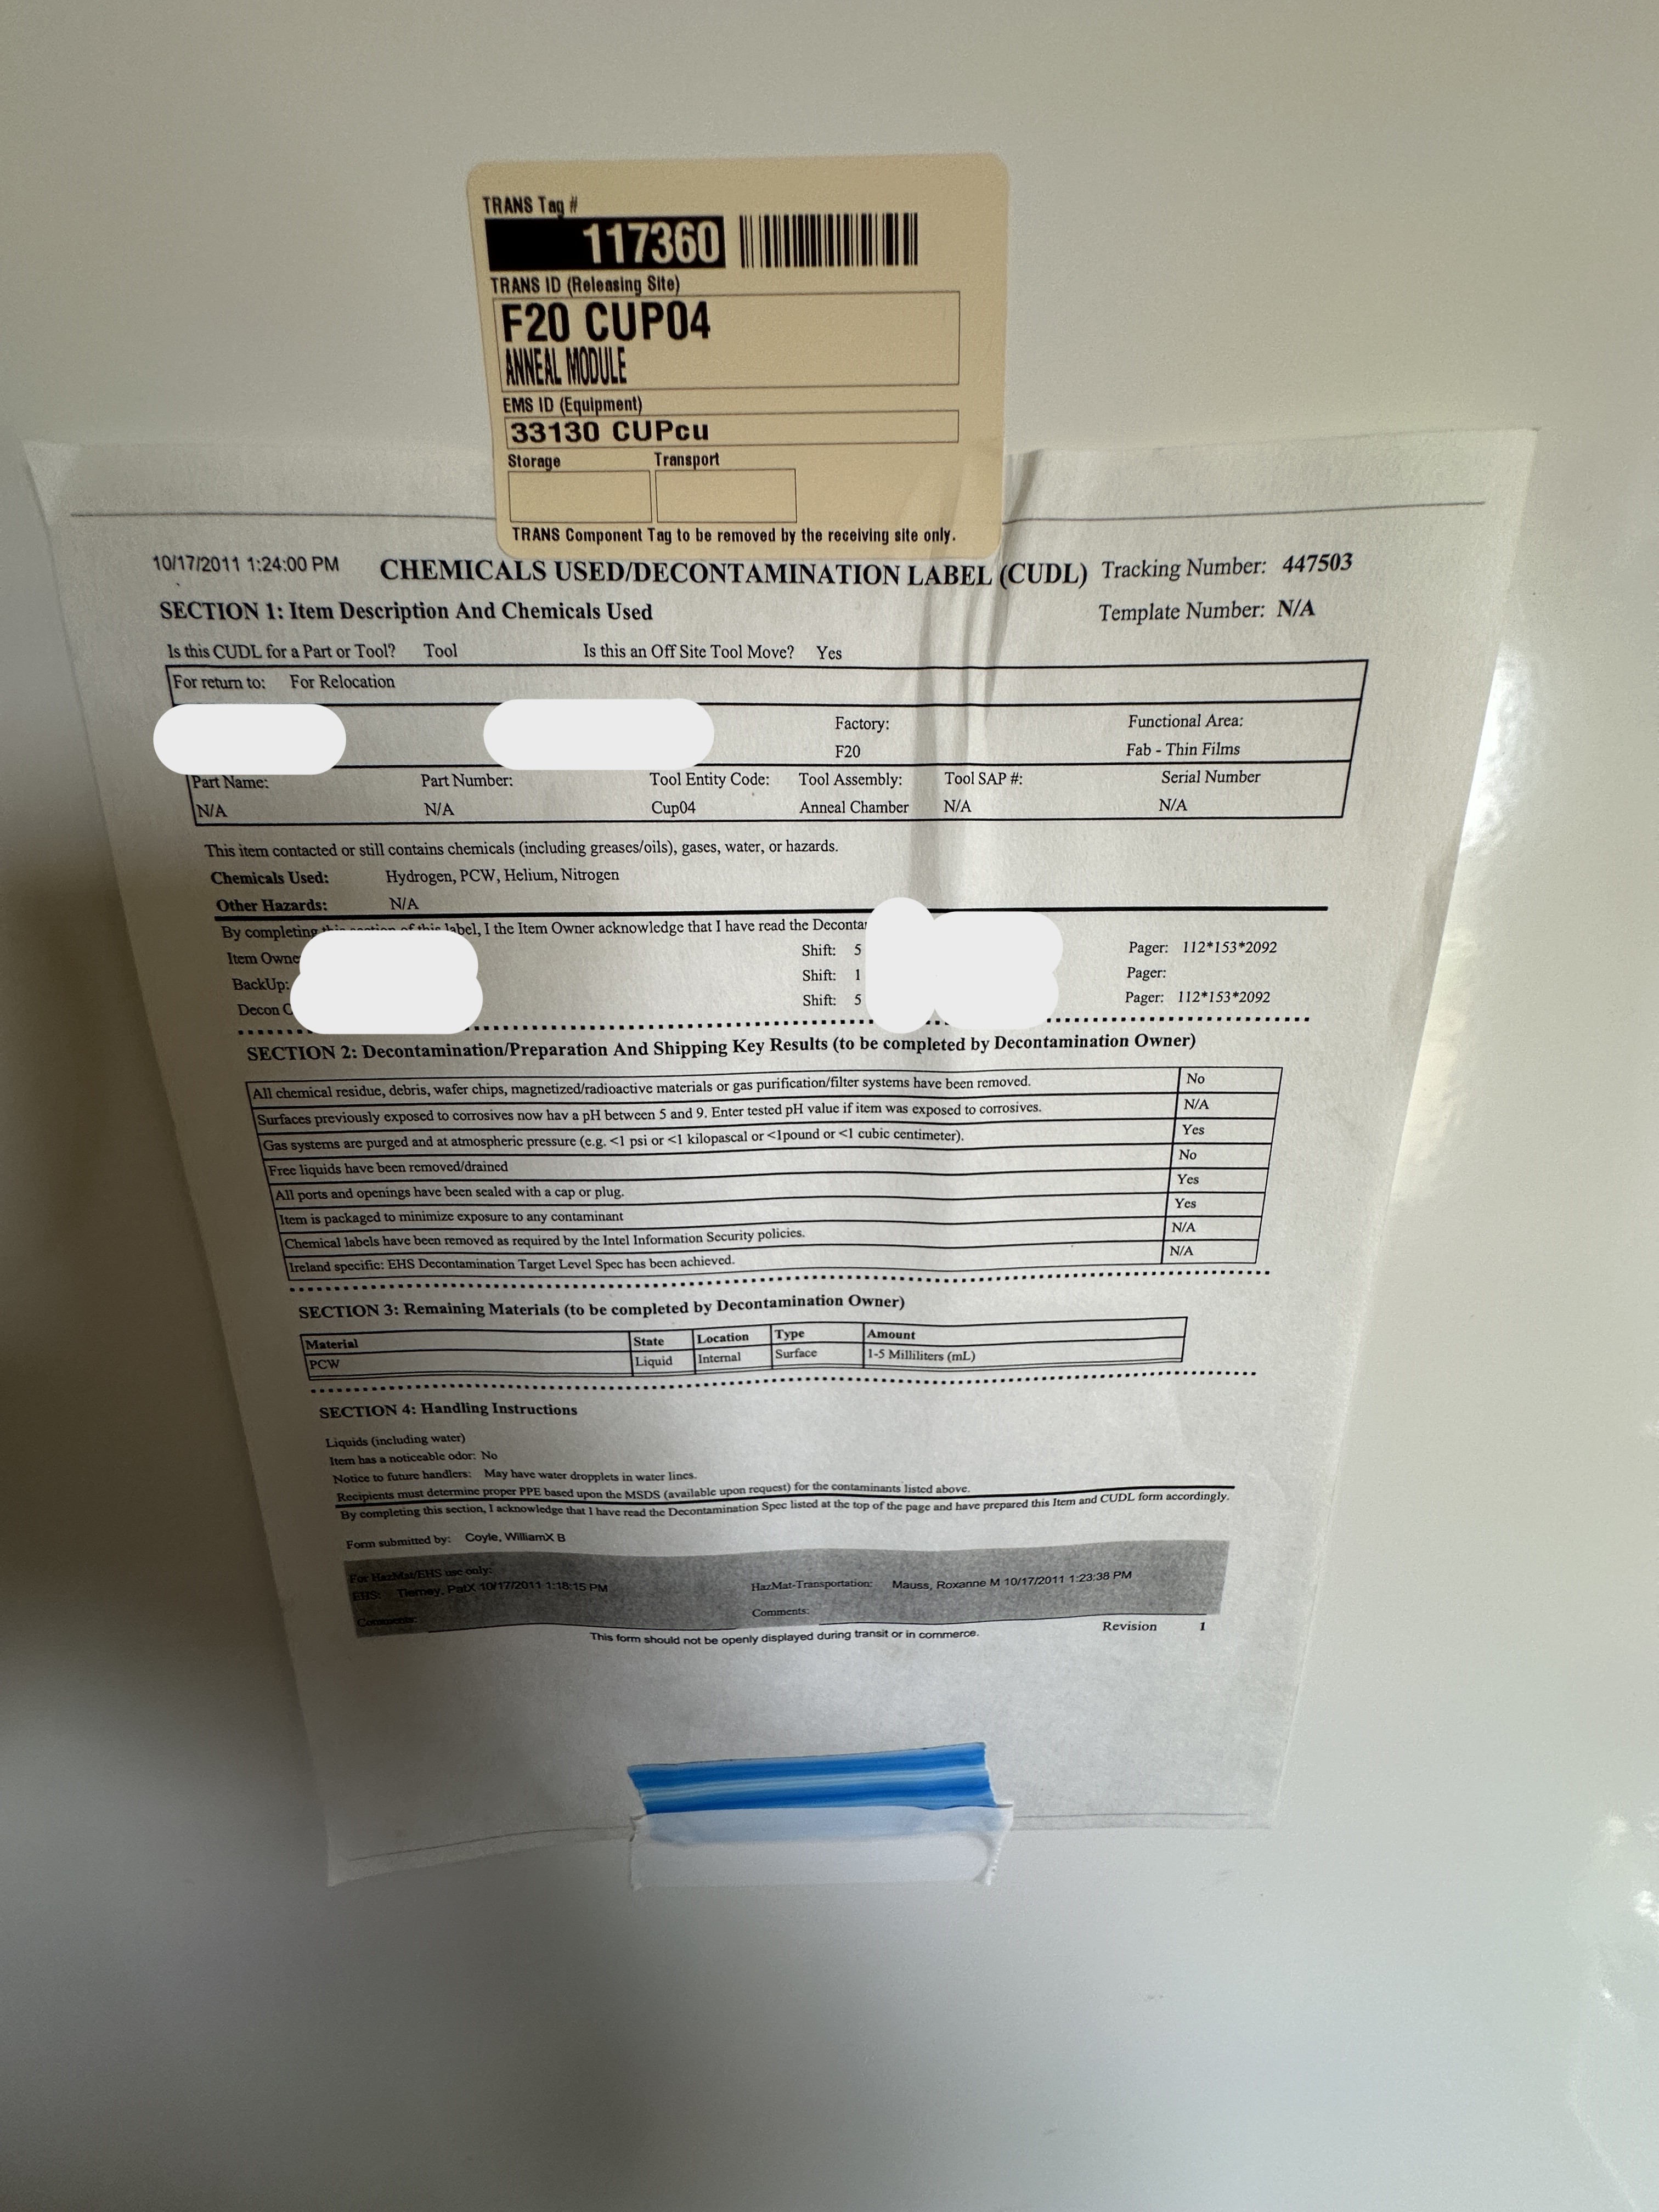 TRANS Tag #
117360
TRANS ID (Releasing Site)
F20 CUP04
ANNEAL MODULE
EMS ID (Equipment)
33130 CUPcu
Storage Transport
TRANS Component Tag to be removed by the receiving site only.
10/17/2011 1:24:00 PM CHEMICALS USED/DECONTAMINATION LABEL (CUDL) Tracking Number: 447503
SECTION 1: Item Description And Chemicals Used Template Number: N/A
Is this CUDL for a Part or Tool? Tool Is this an Off Site Tool Move? Yes
For return to: For Relocation
Factory: Functional Area:
F20 Fab - Thin Films
Part Name: Part Number: Tool Entity Code: Tool Assembly: Tool SAP #: Serial Number
N/A N/A Cup04 Anneal Chamber N/A N/A
This item contacted or still contains chemicals (including greases/oils), gases, water, or hazards.
Chemicals Used: Hydrogen, PCW, Helium, Nitrogen
Other Hazards: N/A
By completing this section of this label, I the Item Owner acknowledge that I have read the Deconta
Item Owne Shift: 5 Pager: 112*153*2092
BackUp: Shift: 1 Pager:
Decon Shift: 5 Pager: 112*153*2092
SECTION 2: Decontamination/Preparation And Shipping Key Results (to be completed by Decontamination Owner)
All chemical residue, debris, wafer chips, magnetized/radioactive materials or gas purification/filter systems have been removed. No
Surfaces previously exposed to corrosives now hav a pH between 5 and 9. Enter tested pH value if item was exposed to corrosives. N/A
Gas systems are purged and at atmospheric pressure (e.g. <1 psi or <1 kilopascal or <1pound or <1 cubic centimeter). Yes
Free liquids have been removed/drained No
All ports and openings have been sealed with a cap or plug. Yes
Item is packaged to minimize exposure to any contaminant Yes
Chemical labels have been removed as required by the Intel Information Security policies. N/A
Ireland specific: EHS Decontamination Target Level Spec has been achieved. N/A
SECTION 3: Remaining Materials (to be completed by Decontamination Owner)
Material State Location Type Amount
PCW Liquid Internal Surface 1-5 Milliliters (mL)
SECTION 4: Handling Instructions
Liquids (including water)
Item has a noticeable odor: No
Notice to future handlers: May have water dropplets in water lines.
Recipients must determine proper PPE based upon the MSDS (available upon request) for the contaminants listed above.
By completing this section, I acknowledge that I have read the Decontamination Spec listed at the top of the page and have prepared this Item and CUDL form accordingly.
Form submitted by: Coyle, WilliamX B
For HazMat/EHS use only:
EHS: Tierney, PatX 10/17/2011 1:18:15 PM HazMat-Transportation: Mauss, Roxanne M 10/17/2011 1:23:38 PM
Comments: Comments:
This form should not be openly displayed during transit or in commerce. Revision 1